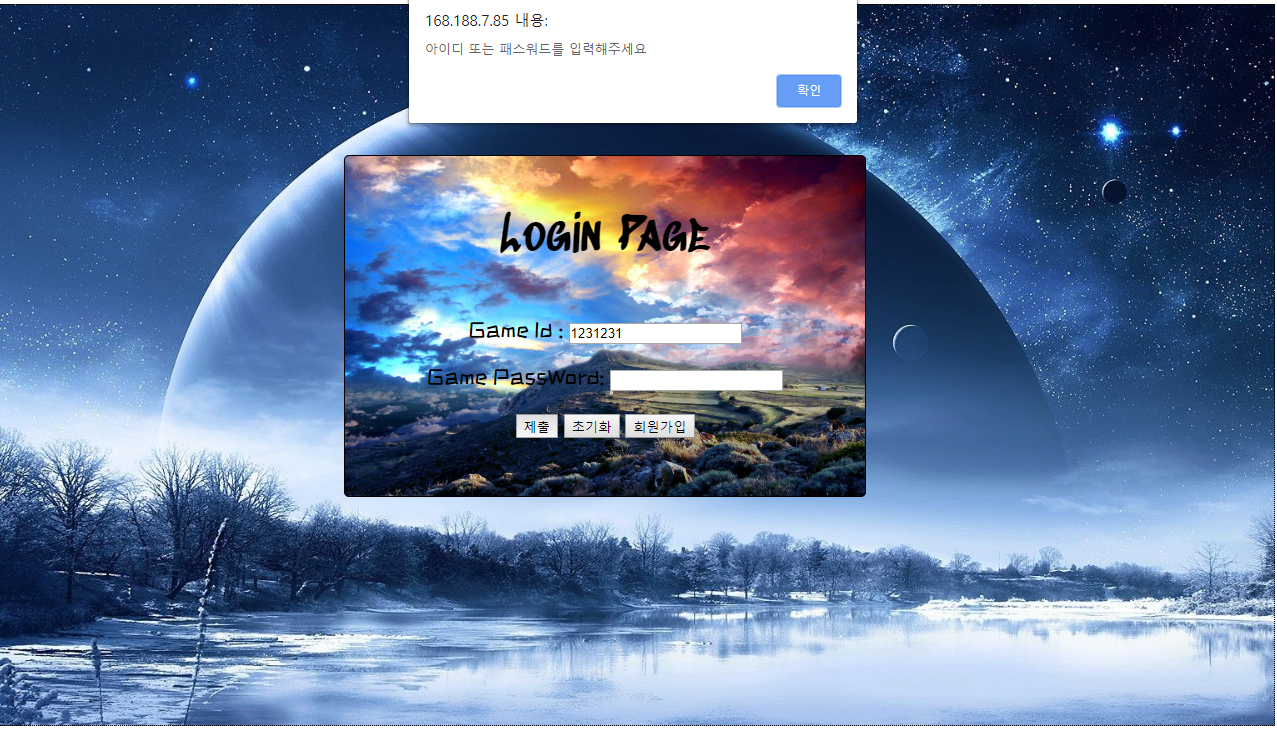 168.188.7.85 내용:
아이디 또는 패스워드를 입력해주세요
확인
Login Page
Game Id : 1231231
Game PassWord:
제출 초기화 회원가입